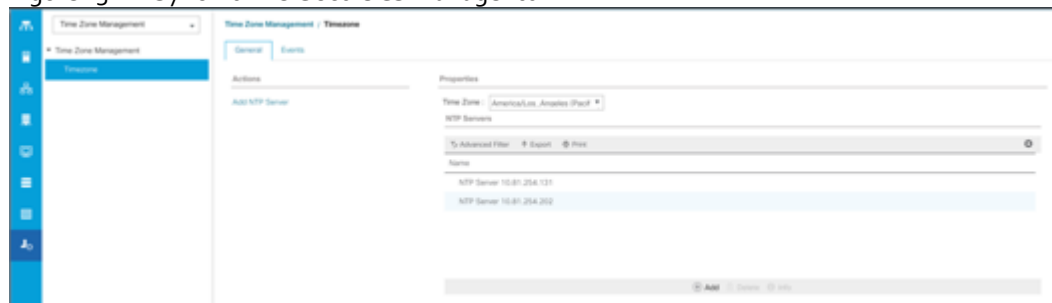 Time Zone Management
Time Zone Management / Timezone
Time Zone Management
Timezone
General Events
Actions
Add NTP Server
Properties
Time Zone : America/Los_Angeles (Pacif
NTP Servers
Advanced Filter Export Print
Name
NTP Server 10.81.254.131
NTP Server 10.81.254.202
Add Delete Info